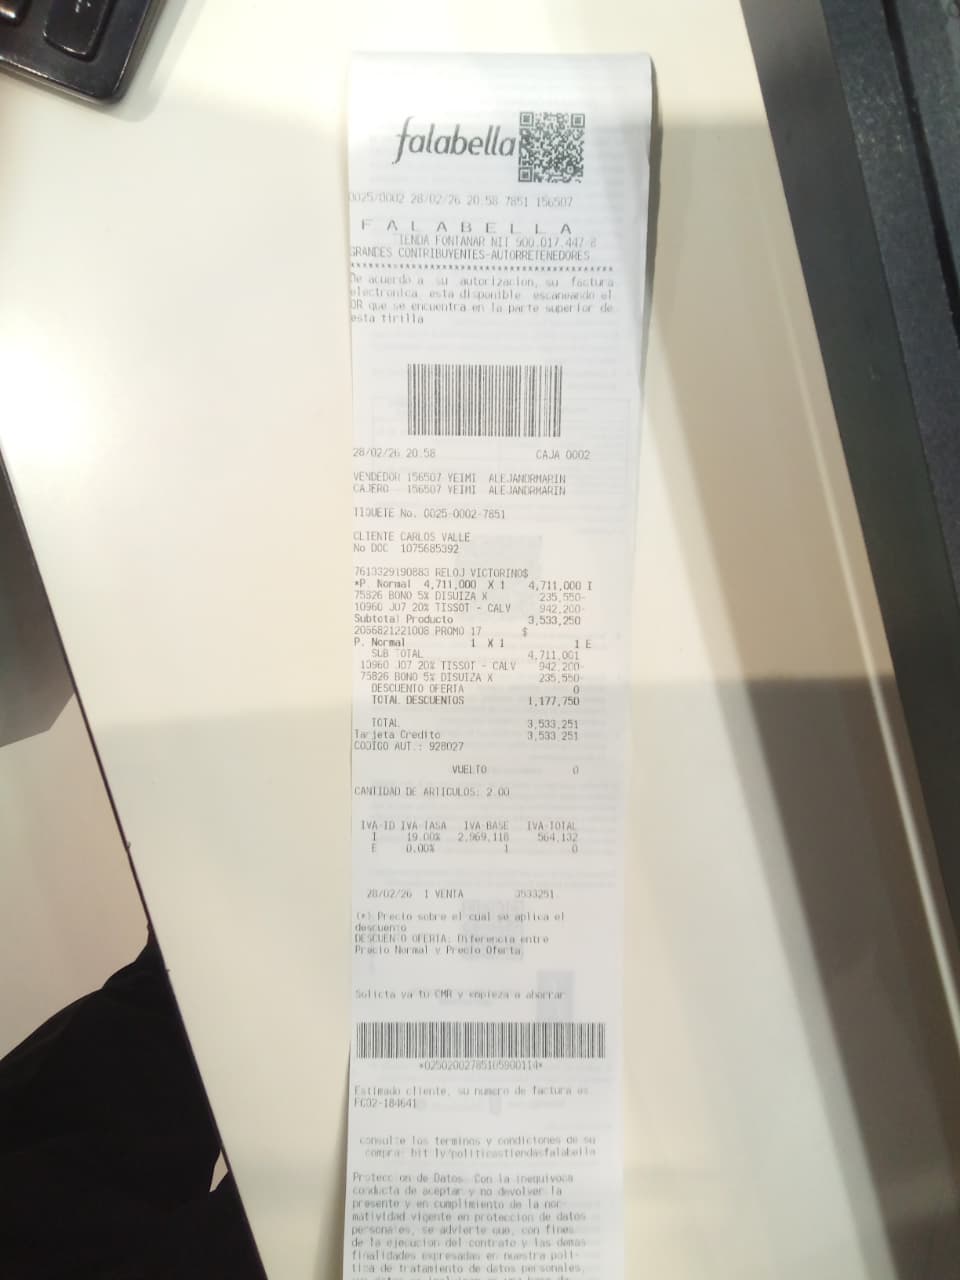 falabella
0025/0002 28/02/26 20.58 7851 156507
F A L A B E L L A
TENDA FONTANAR NIT 900.017.447 8
GRANDES CONTRIBUYENTES-AUTORRETENEDORES
De acuerdo a su autorizacion, su factura
electronica esta disponible escaneando el
QR que se encuentra en la parte superior de
esta tirilla
28/02/26 20.58 CAJA 0002
VENDEDOR 156507 YEIMI ALEJANDRMARIN
CAJERO 156507 YEIMI ALEJANDRMARIN
TIQUETE No. 0025-0002-7851
CLIENTE CARLOS VALLE
No DOC 1075685392
7613329190883 RELOJ VICTORINO$
*P. Normal 4,711,000 X 1 4,711,000 I
75826 BONO 5% DISUIZA X 235,550-
10960 JO7 20% TISSOT - CALV 942,200-
Subtotal Producto 3,533,250
2056821221008 PROMO 17 $
P. Normal 1 X 1 1 E
SUB TOTAL 4,711,001
10960 JO7 20% TISSOT - CALV 942,200-
75826 BONO 5% DISUIZA X 235,550-
DESCUENTO OFERTA 0
TOTAL DESCUENTOS 1,177,750
TOTAL 3,533,251
Tarjeta Credito 3,533,251
CODIGO AUT.: 928027
VUELTO 0
CANTIDAD DE ARTICULOS: 2.00
IVA-ID IVA-TASA IVA-BASE IVA-TOTAL
I 19.00% 2,969,118 564,132
E 0.00% 1 0
28/02/26 1 VENTA 3533251
(*) Precio sobre el cual se aplica el
descuento
DESCUENTO OFERTA: Diferencia entre
Precio Normal y Precio Oferta.
Solicta ya tu CMR y empieza a ahorrar
Estimado cliente, su numero de factura es
FC02-184641
consulte los terminos y condiciones de su
compra: bit.ly/politicastiendasfalabella
Proteccion de Datos. Con la inequivoca
conducta de aceptar y no devolver la
presente y en cumplimiento de la nor-
matividad vigente en proteccion de datos
personales, se advierte que, con fines
de la ejecucion del contrato y las demas
finalidades expresadas en nuestra poli-
tica de tratamiento de datos personales,